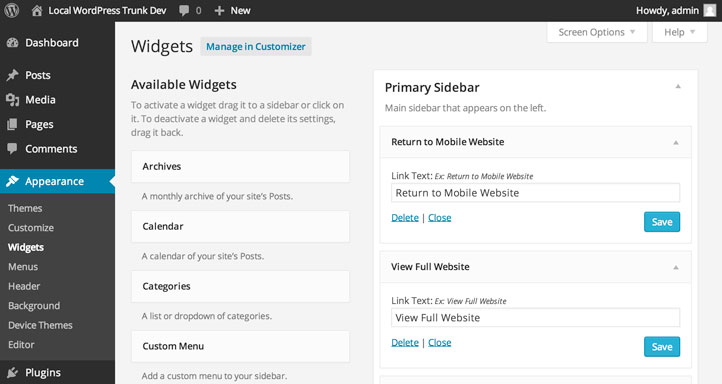 Local WordPress Trunk Dev 0 + New Howdy, admin
Dashboard
Posts
Media
Pages
Comments
Appearance
Themes
Customize
Widgets
Menus
Header
Background
Device Themes
Editor
Plugins
Screen Options ▼ Help ▼
Widgets Manage in Customizer
Available Widgets
To activate a widget drag it to a sidebar or click on
it. To deactivate a widget and delete its settings,
drag it back.
Archives
A monthly archive of your site's Posts.
Calendar
A calendar of your site's Posts.
Categories
A list or dropdown of categories.
Custom Menu
Add a custom menu to your sidebar.
Primary Sidebar
Main sidebar that appears on the left.
Return to Mobile Website
Link Text: Ex: Return to Mobile Website
Return to Mobile Website
Delete | Close Save
View Full Website
Link Text: Ex: View Full Website
View Full Website
Delete | Close Save